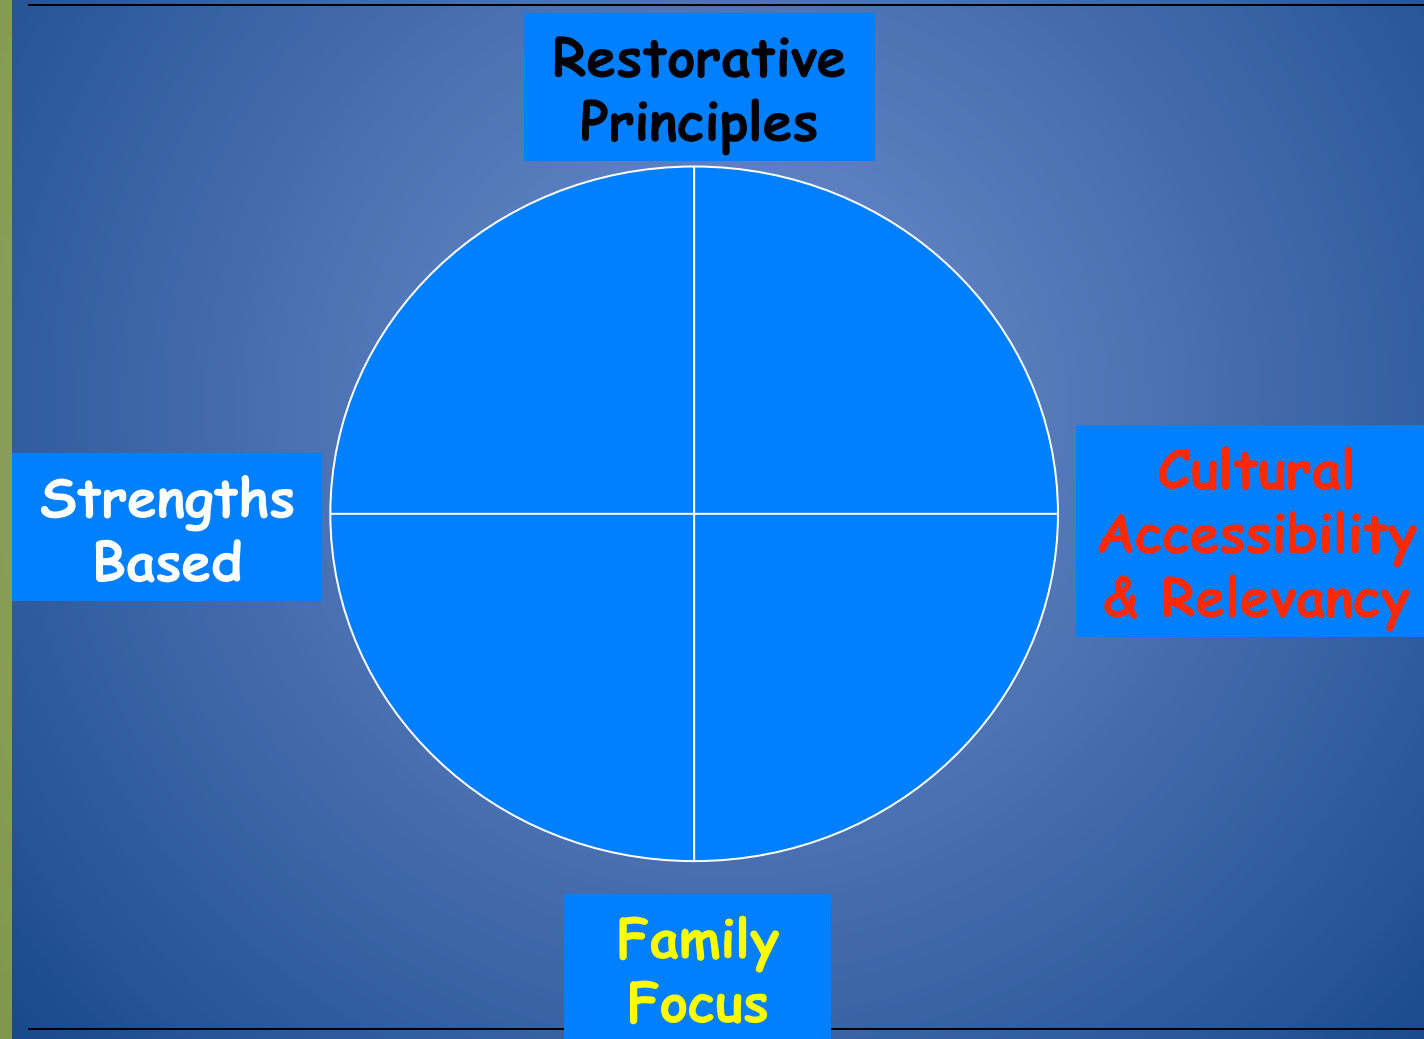 Restorative
Principles
Strengths
Based
Cultural
Accessibility
& Relevancy
Family
Focus